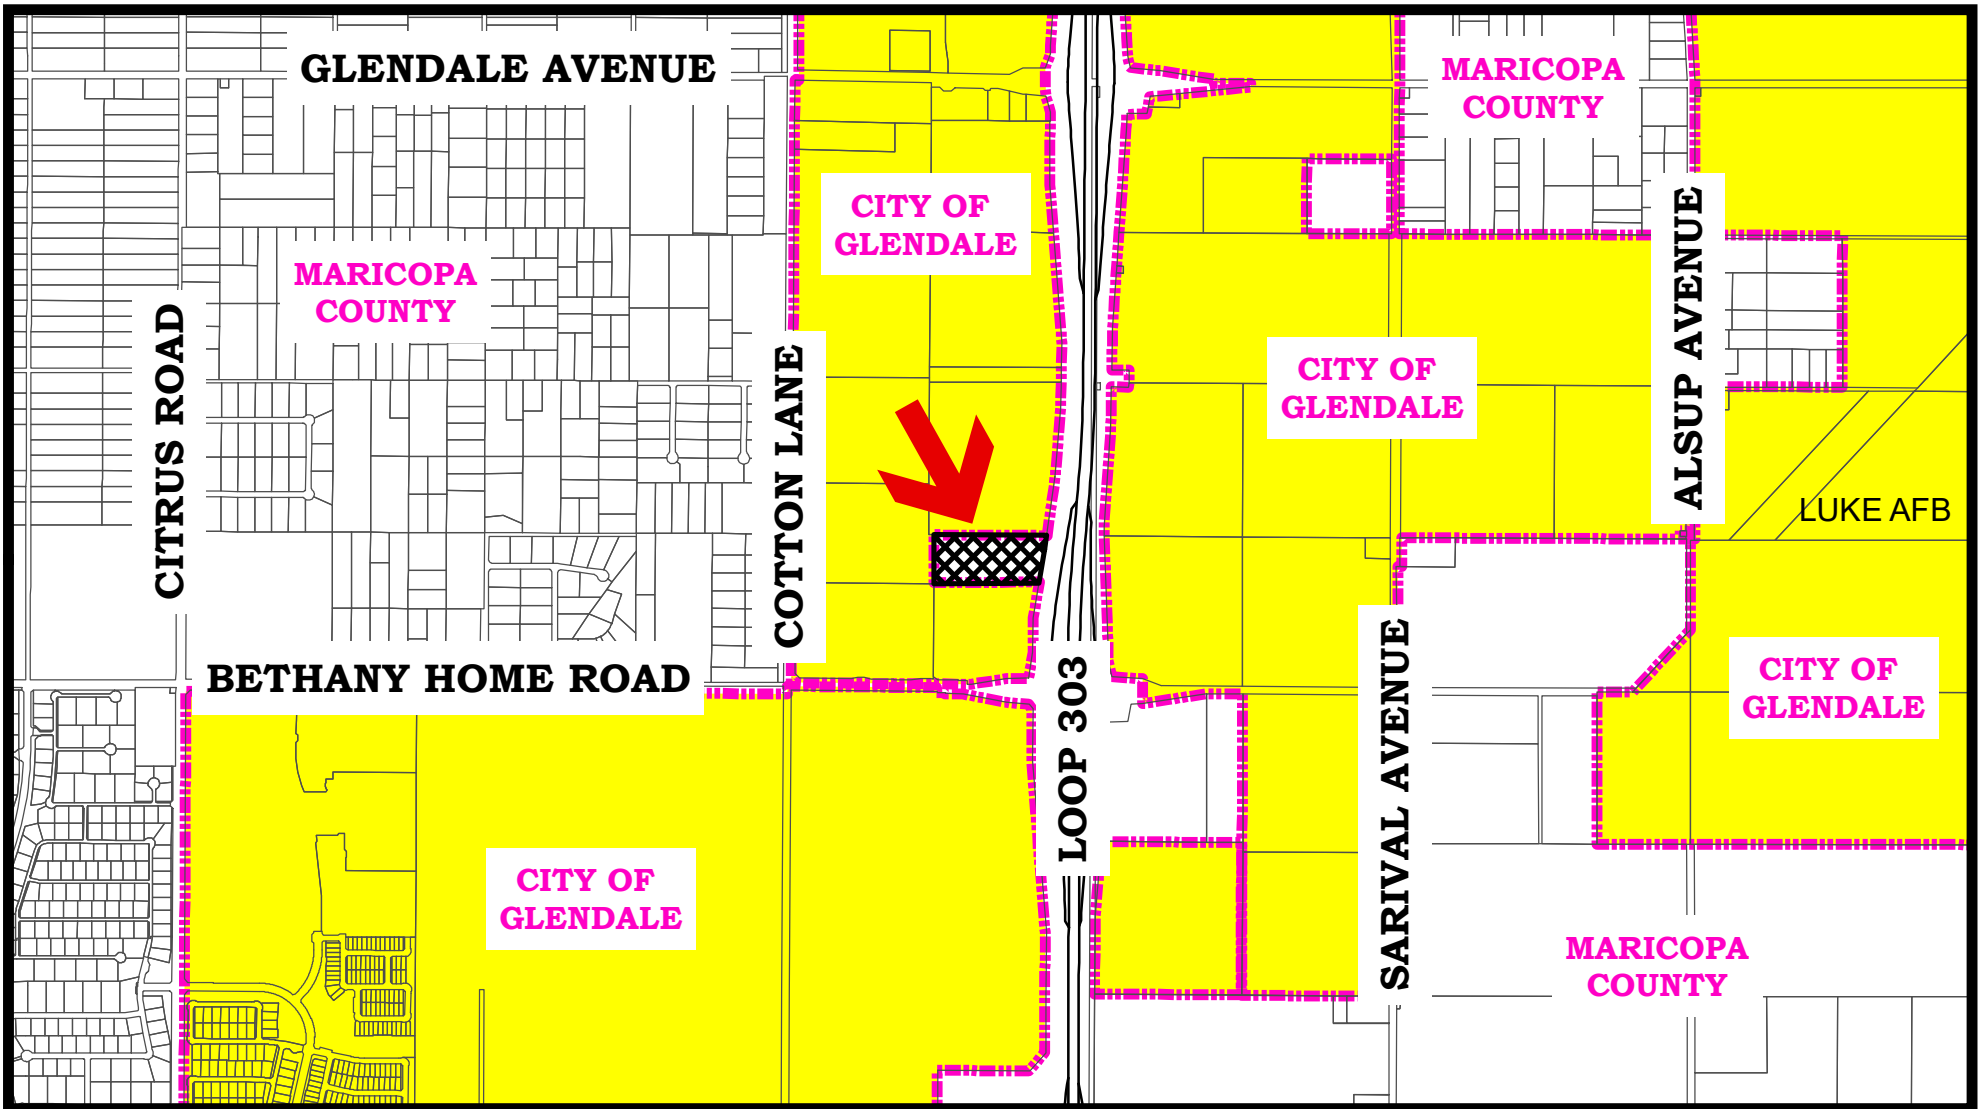 GLENDALE AVENUE
MARICOPA
COUNTY
CITY OF
GLENDALE
MARICOPA
COUNTY
CITRUS ROAD
COTTON LANE
CITY OF
GLENDALE
ALSUP AVENUE
LUKE AFB
BETHANY HOME ROAD
LOOP 303
SARIVAL AVENUE
CITY OF
GLENDALE
CITY OF
GLENDALE
MARICOPA
COUNTY